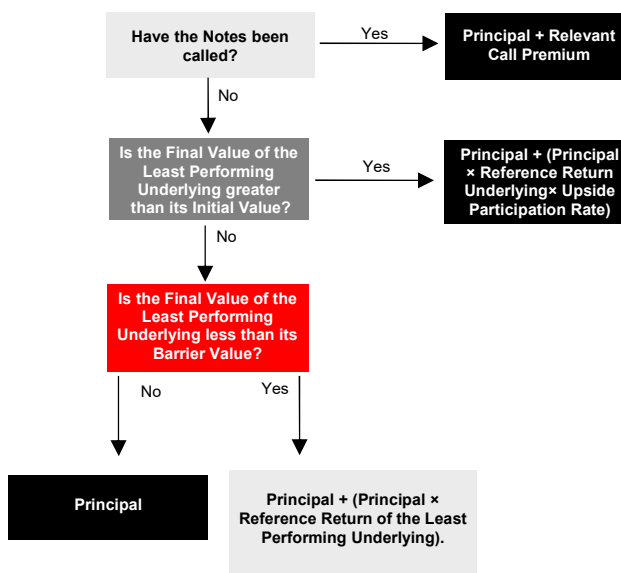 Have the Notes been
called?
Yes
Principal + Relevant
Call Premium
No
Is the Final Value of the
Least Performing
Underlying greater
than its Initial Value?
Yes
Principal + (Principal
× Reference Return
Underlying× Upside
Participation Rate)
No
Is the Final Value of the
Least Performing
Underlying less than its
Barrier Value?
No
Yes
Principal
Principal + (Principal ×
Reference Return of the Least
Performing Underlying).